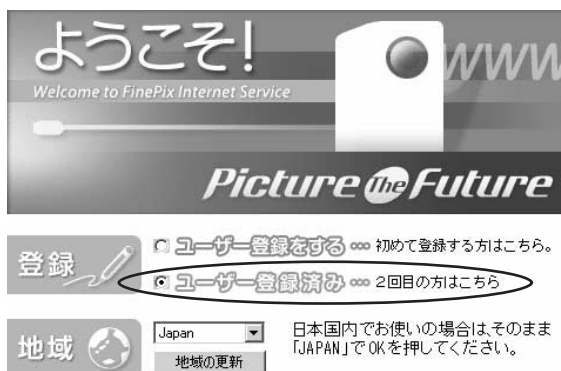 ようこそ!
www
Welcome to FinePix Internet Service
Picture The Future
登録
ユーザー登録をする ∞∞ 初めて登録する方はこちら。
ユーザー登録済み ∞∞ 2回目の方はこちら
地域
Japan
地域の更新
日本国内でお使いの場合は、そのまま
「JAPAN」でOKを押してください。